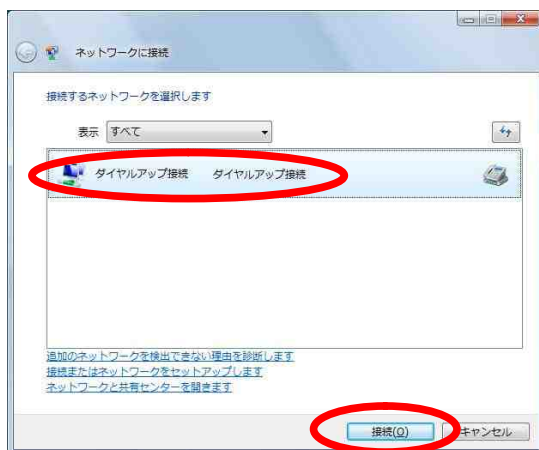 ネットワークに接続
接続するネットワークを選択します
表示 すべて
ダイヤルアップ接続 ダイヤルアップ接続
追加のネットワークを検出できない理由を診断します
接続またはネットワークをセットアップします
ネットワークと共有センターを開きます
接続(O) キャンセル